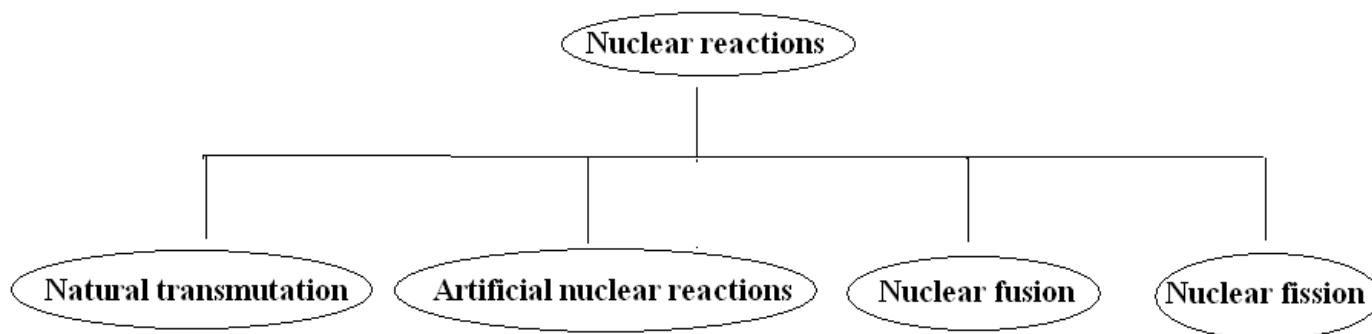 Nuclear reactions
Natural transmutation
Artificial nuclear reactions
Nuclear fusion
Nuclear fission